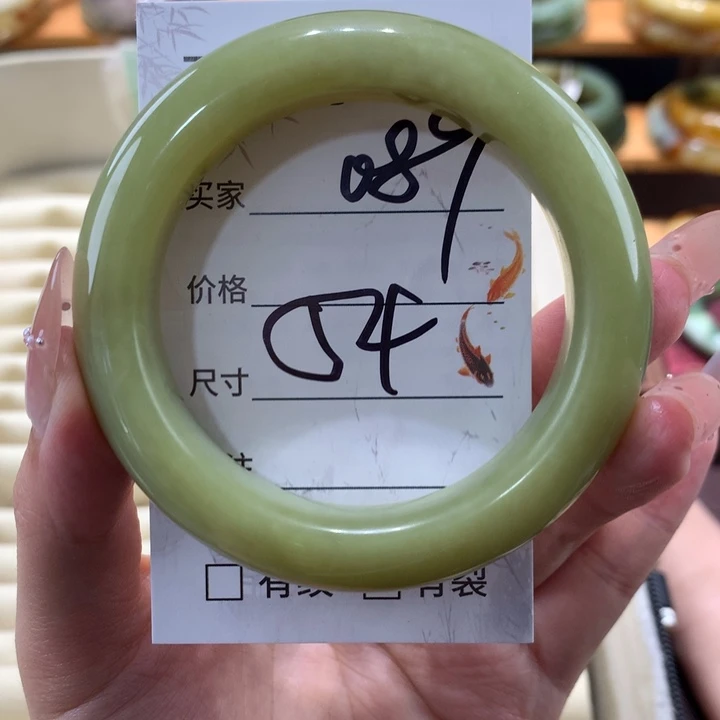 买家 089
价格
尺寸 54
有纹 有裂